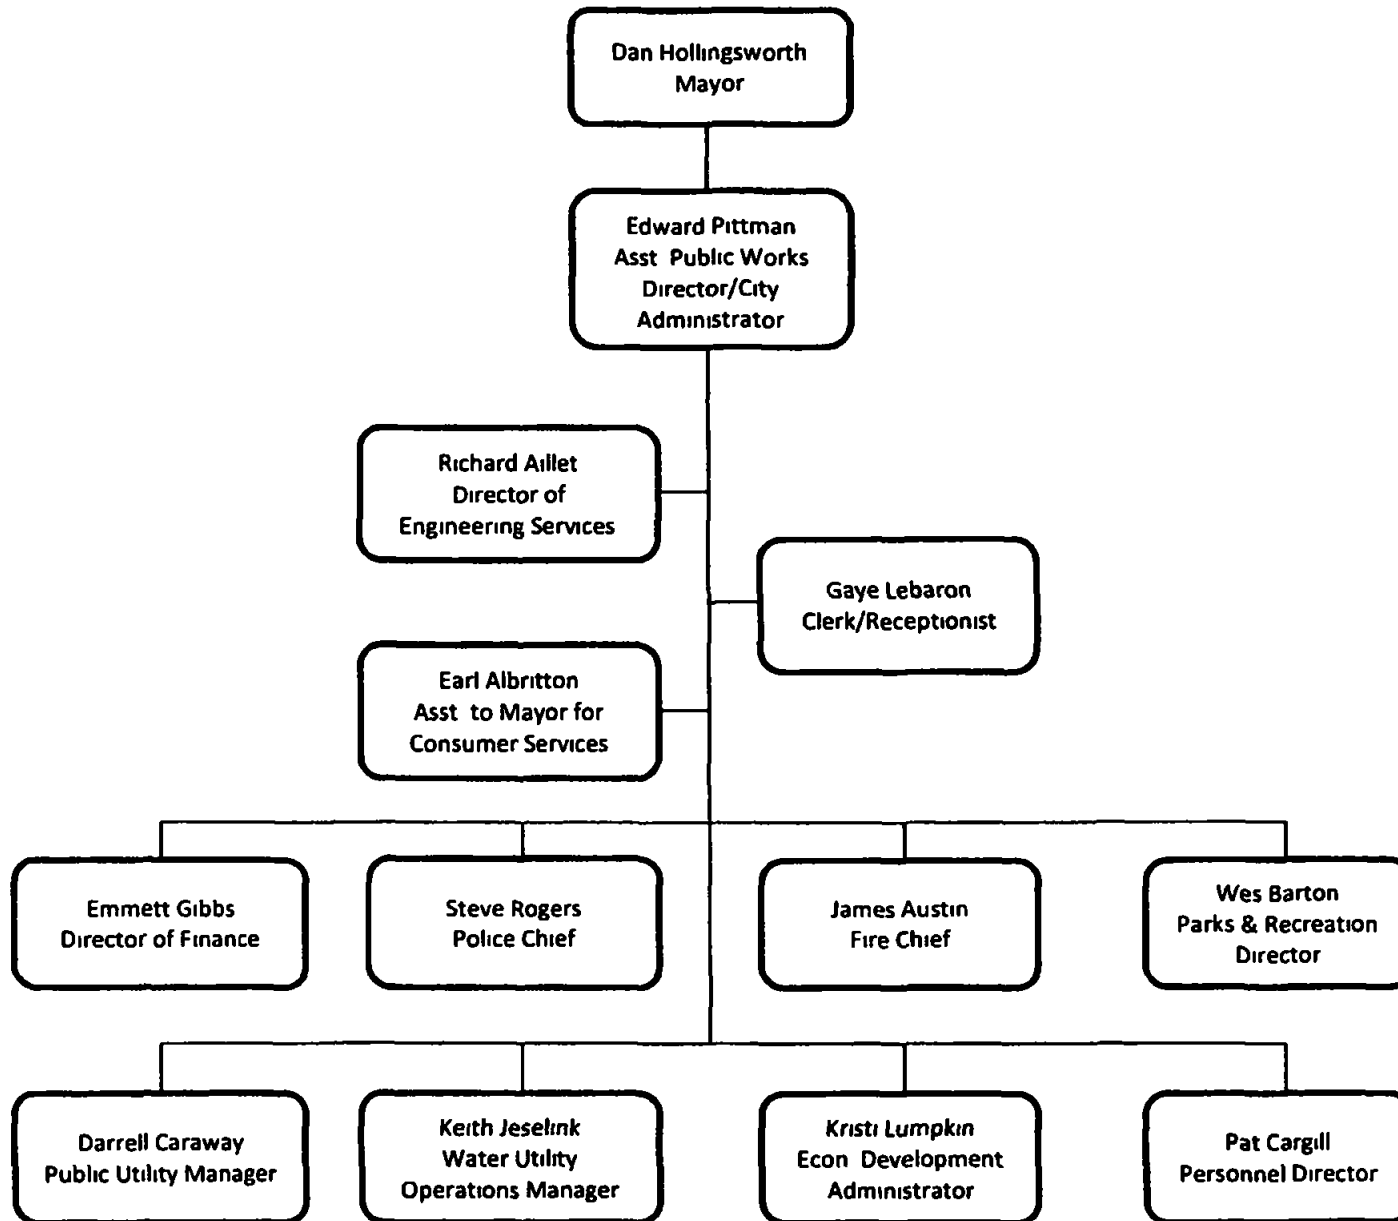 Dan Hollingsworth
Mayor
Edward Pittman
Asst Public Works
Director/City
Administrator
Richard Aillet
Director of
Engineering Services
Gaye Lebaron
Clerk/Receptionist
Earl Albritton
Asst to Mayor for
Consumer Services
Emmett Gibbs
Director of Finance
Steve Rogers
Police Chief
James Austin
Fire Chief
Wes Barton
Parks & Recreation
Director
Darrell Caraway
Public Utility Manager
Keith Jeselink
Water Utility
Operations Manager
Kristi Lumpkin
Econ Development
Administrator
Pat Cargill
Personnel Director